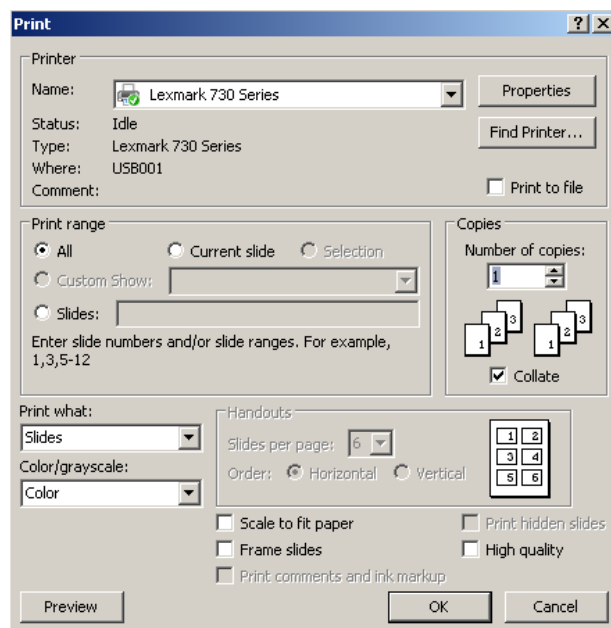 Print
Printer
Name: Lexmark 730 Series Properties
Status: Idle Find Printer...
Type: Lexmark 730 Series
Where: USB001
Comment: Print to file
Print range
All Current slide Selection
Custom Show:
Slides:
Enter slide numbers and/or slide ranges. For example,
1,3,5-12
Copies
Number of copies:
1
1 2 3 1 2 3
Collate
Print what:
Slides
Color/grayscale:
Color
Handouts
Slides per page: 6
Order: Horizontal Vertical
1 2
3 4
5 6
Scale to fit paper Print hidden slides
Frame slides High quality
Print comments and ink markup
Preview OK Cancel